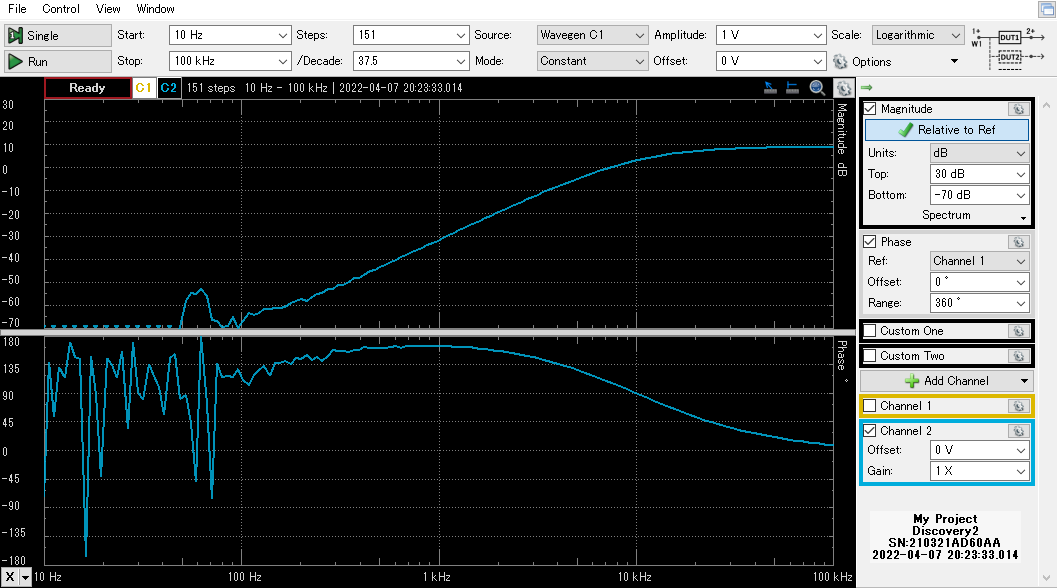 File Control View Window
Single Start: 10 Hz Steps: 151 Source: Wavegen C1 Amplitude: 1 V Scale: Logarithmic
Run Stop: 100 kHz /Decade: 37.5 Mode: Constant Offset: 0 V Options
1+ W1 DUT1 2+ DUT2
Ready C1 C2 151 steps 10 Hz - 100 kHz | 2022-04-07 20:23:33.014
30
20
10
0
-10
-20
-30
-40
-50
-60
-70
Magnitude dB
180
135
90
45
0
-45
-90
-135
-180
Phase °
X 10 Hz 100 Hz 1 kHz 10 kHz 100 kHz
Magnitude
Relative to Ref
Units: dB
Top: 30 dB
Bottom: -70 dB
Spectrum
Phase
Ref: Channel 1
Offset: 0 °
Range: 360 °
Custom One
Custom Two
Add Channel
Channel 1
Channel 2
Offset: 0 V
Gain: 1 X
My Project
Discovery2
SN:210321AD60AA
2022-04-07 20:23:33.014